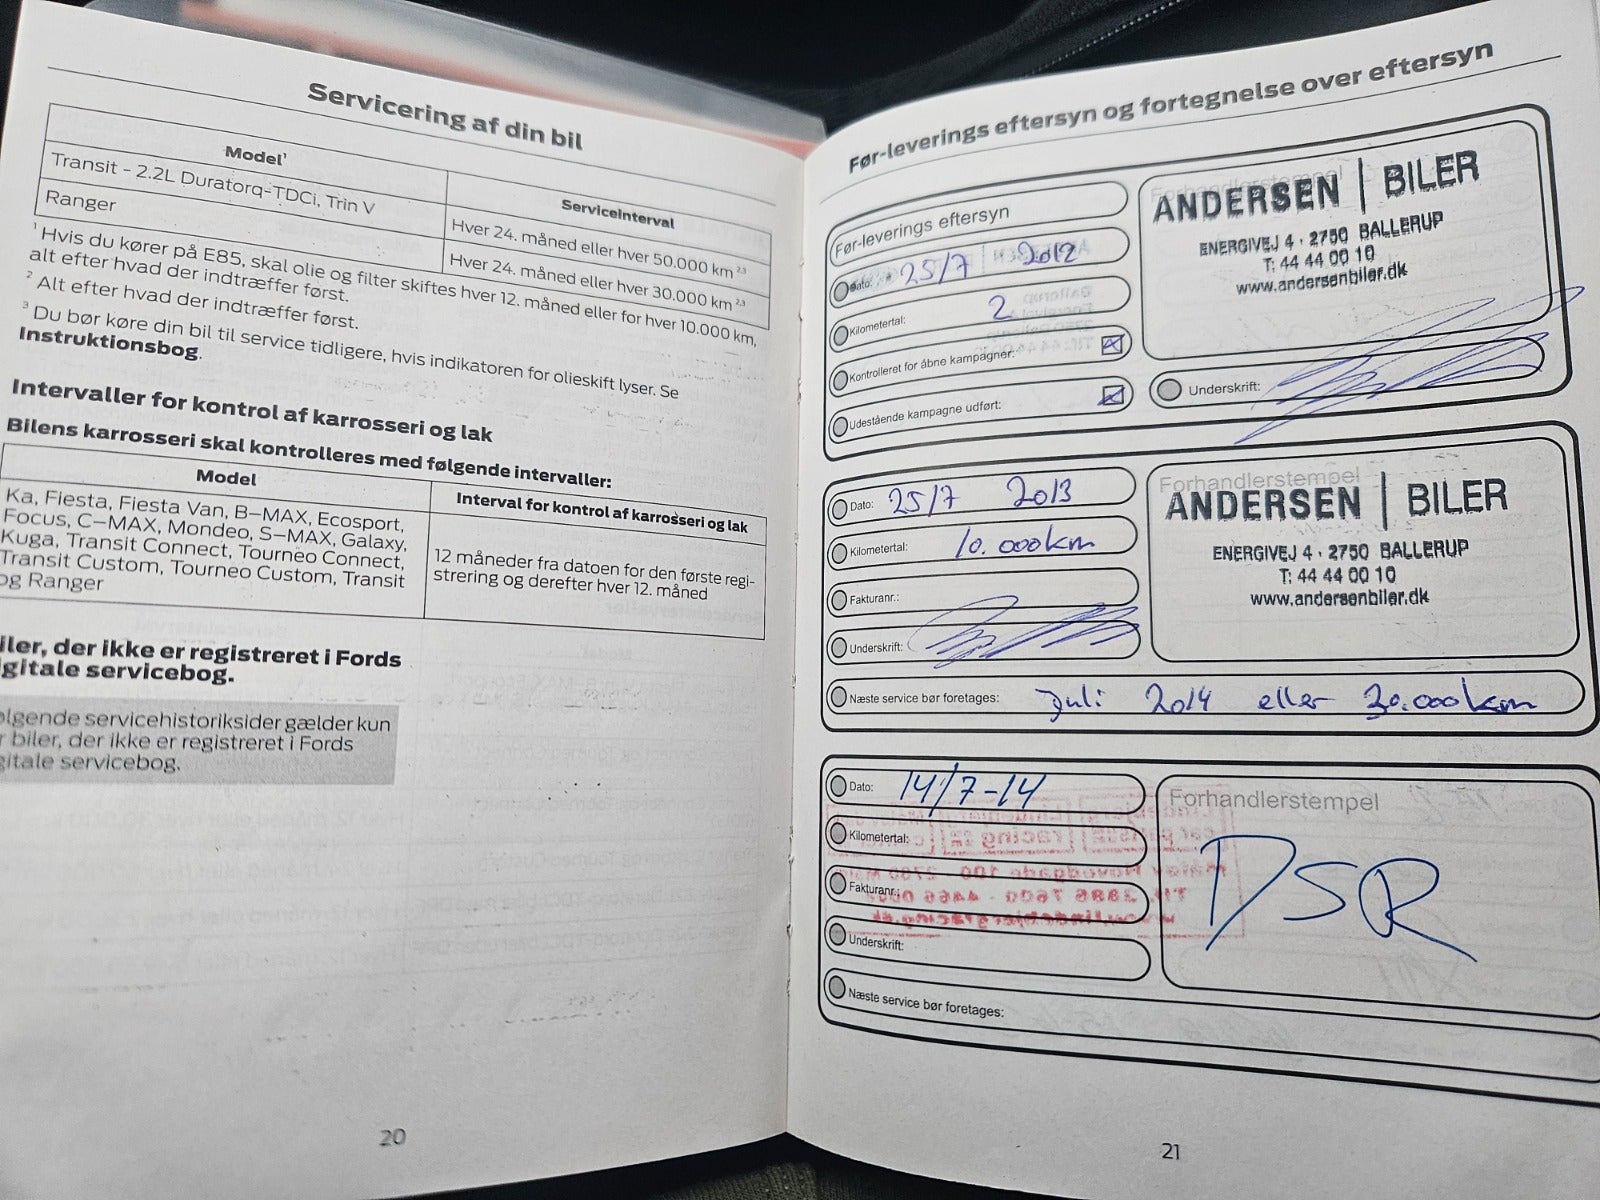 Servicering af din bil
Model¹
Serviceinterval
Transit - 2.2L Duratorq-TDCi, Trin V
Hver 24. måned eller hver 50.000 km ²,³
Ranger
Hver 24. måned eller hver 30.000 km ²,³
¹ Hvis du kører på E85, skal olie og filter skiftes hver 12. måned eller for hver 10.000 km,
alt efter hvad der indtræffer først.
² Alt efter hvad der indtræffer først.
³ Du bør køre din bil til service tidligere, hvis indikatoren for olieskift lyser. Se
Instruktionsbog.
Intervaller for kontrol af karrosseri og lak
Bilens karrosseri skal kontrolleres med følgende intervaller:
Model
Interval for kontrol af karrosseri og lak
Ka, Fiesta, Fiesta Van, B-MAX, Ecosport,
Focus, C-MAX, Mondeo, S-MAX, Galaxy,
Kuga, Transit Connect, Tourneo Connect,
Transit Custom, Tourneo Custom, Transit
og Ranger
12 måneder fra datoen for den første regi-
strering og derefter hver 12. måned
iler, der ikke er registreret i Fords
igitale servicebog.
ølgende servicehistoriksider gælder kun
r biler, der ikke er registreret i Fords
gitale servicebog.
20
Før-leverings eftersyn og fortegnelse over eftersyn
Før-leverings eftersyn
Dato: 25/7 2012
Kilometertal: 2
Kontrolleret for åbne kampagner:
Udestående kampagne udført:
Forhandlerstempel
ANDERSEN | BILER
ENERGIVEJ 4 · 2750 BALLERUP
T: 44 44 00 10
www.andersenbiler.dk
Underskrift:
Dato: 25/7 2013
Kilometertal: 10.000km
Fakturanr.:
Underskrift:
Forhandlerstempel
ANDERSEN | BILER
ENERGIVEJ 4 · 2750 BALLERUP
T: 44 44 00 10
www.andersenbiler.dk
Næste service bør foretages: Juli 2014 eller 30.000km
Dato: 14/7-14
Kilometertal:
Fakturanr.:
Underskrift:
Forhandlerstempel
DSR
Næste service bør foretages:
21